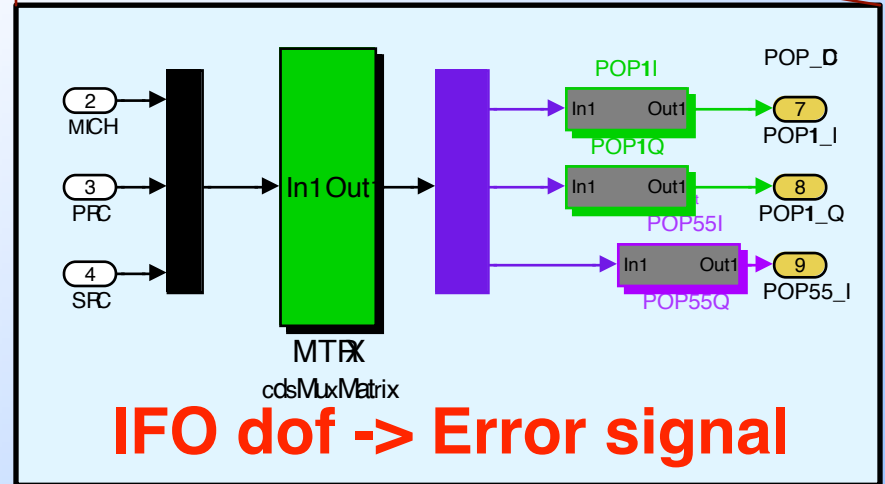 POP_DC
POP1I
2
MICH
In1 Out1
7
POP1_I
POP1Q
3
PRC
In1 Out1
In1 Out1
8
POP1_Q
POP55I
4
SRC
In1 Out1
9
POP55_I
POP55Q
MTRX
cdsMuxMatrix
IFO dof -> Error signal